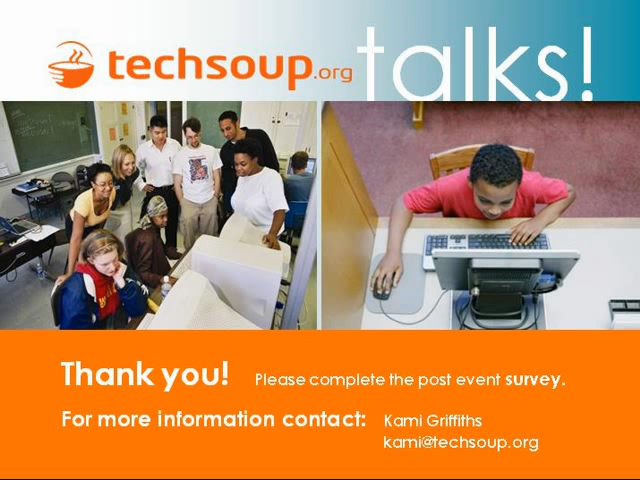 techsoup.org talks!
Thank you! Please complete the post event survey.
For more information contact: Kami Griffiths
kami@techsoup.org